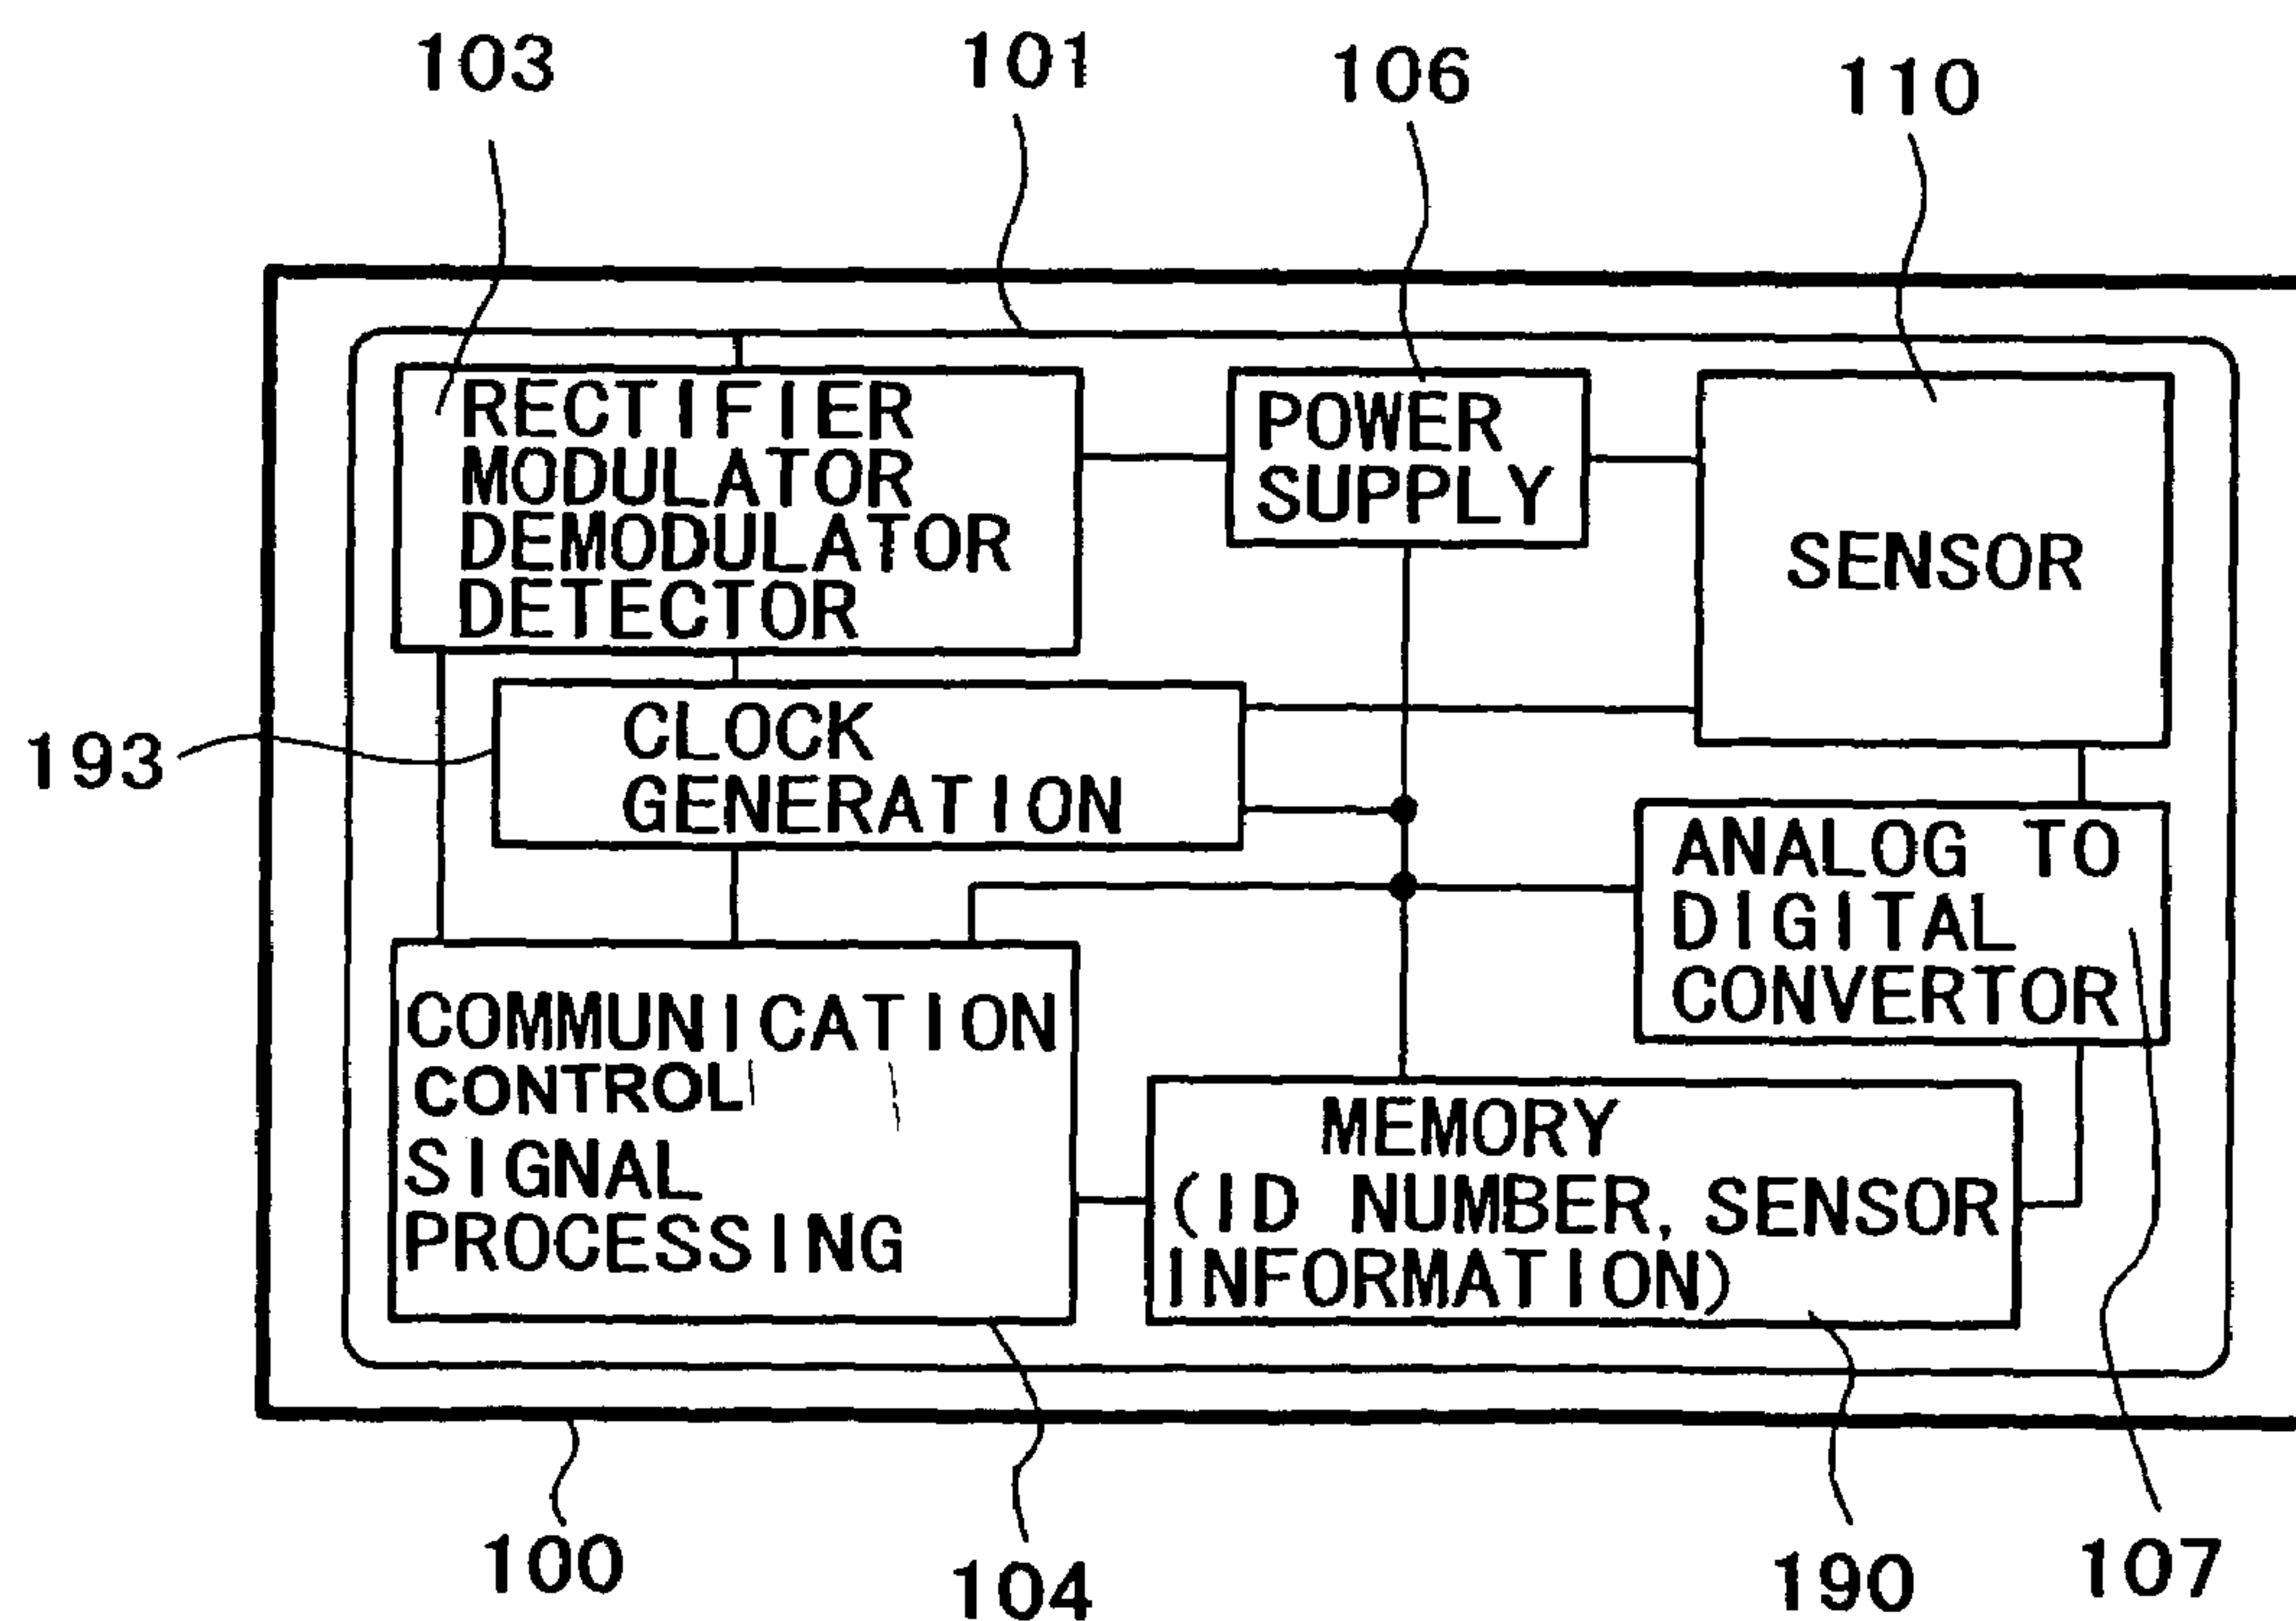 103
101
106
110
RECTIFIER
MODULATOR
DEMODULATOR
DETECTOR
POWER
SUPPLY
SENSOR
193
CLOCK
GENERATION
ANALOG TO
DIGITAL
CONVERTOR
COMMUNICATION
CONTROL
SIGNAL
PROCESSING
MEMORY
(ID NUMBER, SENSOR
INFORMATION)
100
104
190
107